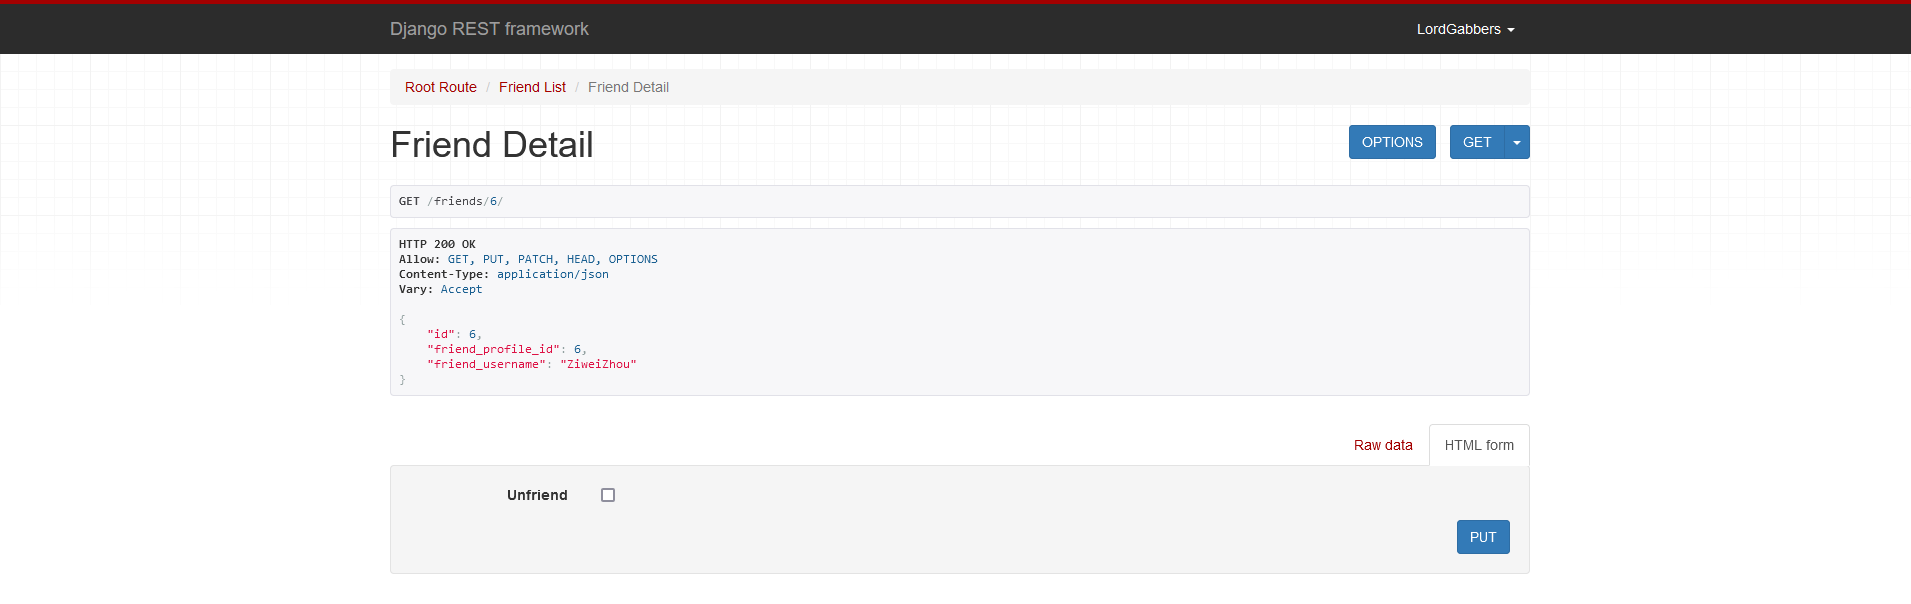 Django REST framework
LordGabbers
Root Route / Friend List / Friend Detail
Friend Detail
OPTIONS
GET
GET /friends/6/
HTTP 200 OK
Allow: GET, PUT, PATCH, HEAD, OPTIONS
Content-Type: application/json
Vary: Accept
{
    "id": 6,
    "friend_profile_id": 6,
    "friend_username": "ZiweiZhou"
}
Raw data
HTML form
Unfriend
PUT